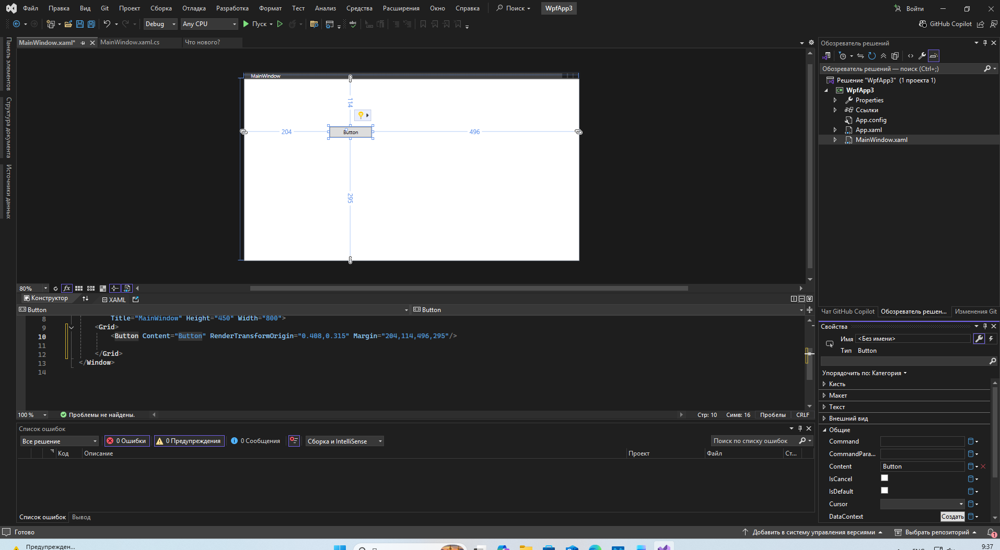 Файл Правка Вид Git Проект Сборка Отладка Разработка Формат Тест Анализ Средства Расширения Окно Справка Поиск WpfApp3 Войти
Debug Any CPU Пуск GitHub Copilot
MainWindow.xaml* MainWindow.xaml.cs Что нового?
Панель элементов
Структура документа
Источники данных
MainWindow
114
204
Button
496
295
80%
Конструктор XAML
Button Button
8 Title="MainWindow" Height="450" Width="800">
9 <Grid>
10 <Button Content="Button" RenderTransformOrigin="0.408,0.315" Margin="204,114,496,295"/>
11
12 </Grid>
13 </Window>
14
100 % Проблемы не найдены. Стр: 10 Симв: 16 Пробелы CRLF
Список ошибок
Все решение 0 Ошибки 0 Предупреждения 0 Сообщения Сборка и IntelliSense Поиск по списку ошибок
Код Описание Проект Файл Ст...
Список ошибок Вывод
Обозреватель решений
Обозреватель решений — поиск (Ctrl+;)
Решение "WpfApp3" (1 проекта 1)
WpfApp3
Properties
Ссылки
App.config
App.xaml
MainWindow.xaml
Чат GitHub Copilot Обозреватель решен... Изменения Git
Свойства
Имя <Без имени>
Тип Button
Упорядочить по: Категория
Кисть
Макет
Текст
Внешний вид
Общие
Command
CommandPara...
Content Button
IsCancel
IsDefault
Cursor
DataContext Создать
Готово Добавить в систему управления версиями Выбрать репозиторий 1
Предупрежден... 9:37